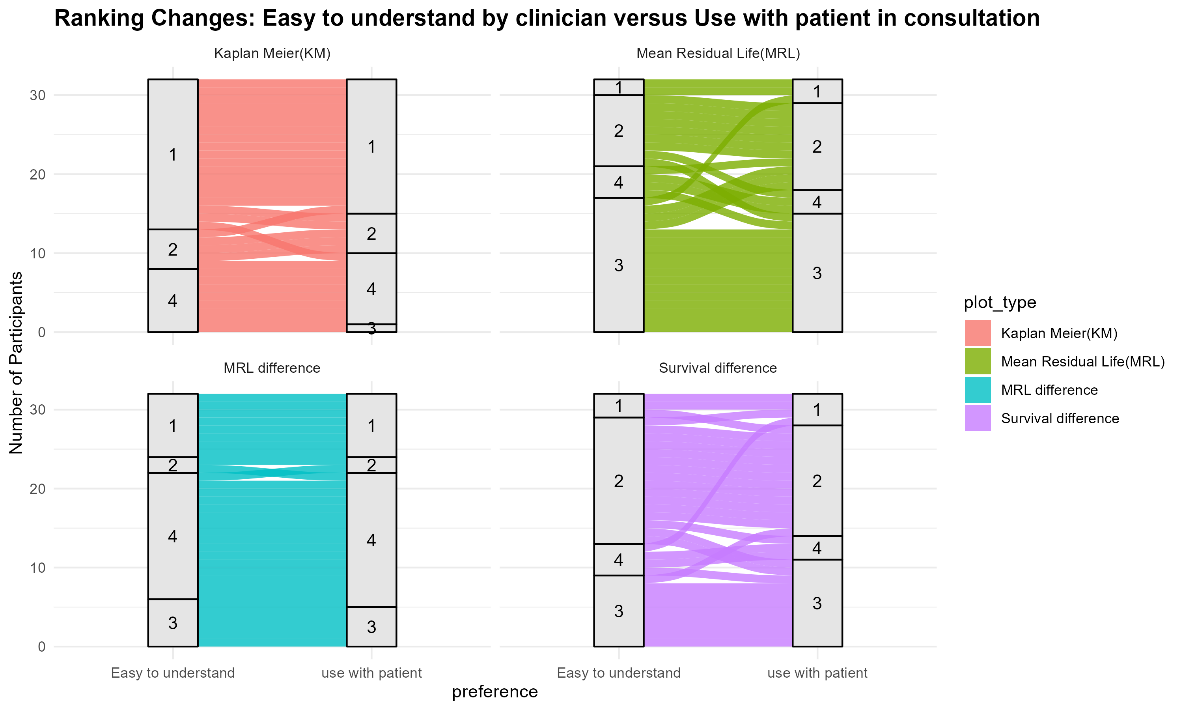 Ranking Changes: Easy to understand by clinician versus Use with patient in consultation
Kaplan Meier(KM)
Mean Residual Life(MRL)
30
20
10
0
1
2
4
1
2
4
3
1
2
4
3
1
2
4
3
MRL difference
Survival difference
30
20
10
0
1
2
4
3
1
2
4
3
1
2
4
3
1
2
4
3
Easy to understand
use with patient
Easy to understand
use with patient
preference
Number of Participants
plot_type
Kaplan Meier(KM)
Mean Residual Life(MRL)
MRL difference
Survival difference